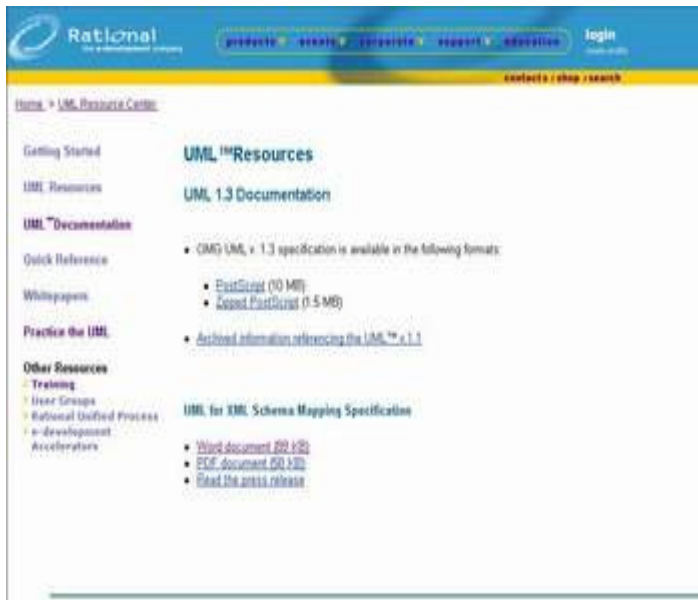 Rational
the e-development company
products events corporate support education
login
contacts | shop | search
Home > UML Resource Center
Getting Started
UML Resources
UML™Documentation
Quick Reference
Whitepapers
Practice the UML
Other Resources
Training
User Groups
Rational Unified Process
e-development
Accelerators
UML™Resources
UML 1.3 Documentation
• OMG UML v. 1.3 specification is available in the following formats:
• PostScript (10 MB)
• Zipped PostScript (1.5 MB)
• Archived information referencing the UML™ v.1.1
UML for XML Schema Mapping Specification
• Word document (89 KB)
• PDF document (58 KB)
• Read the press release